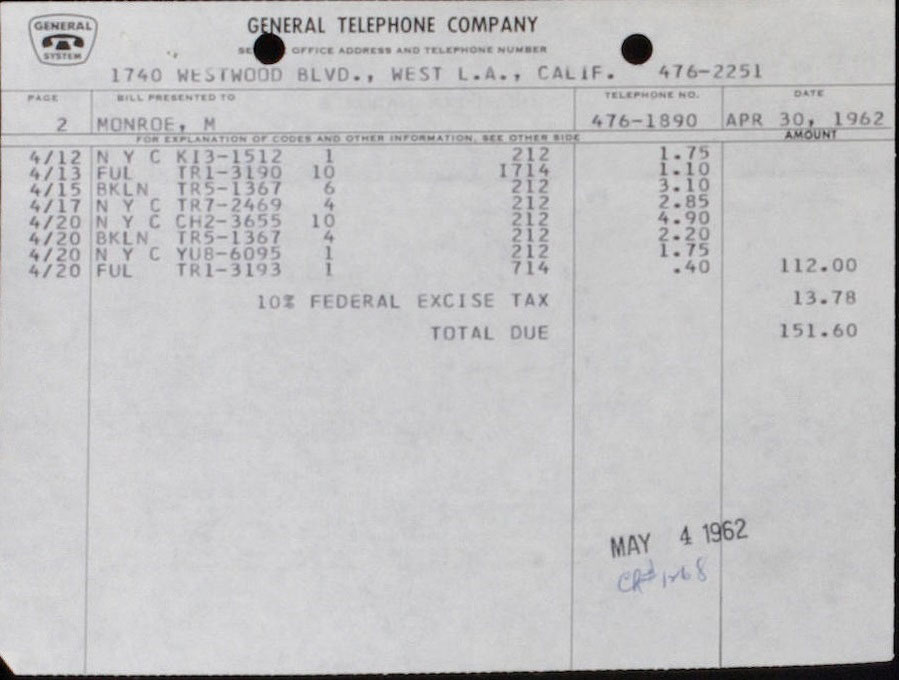 GENERAL SYSTEM
GENERAL TELEPHONE COMPANY
OFFICE ADDRESS AND TELEPHONE NUMBER
1740 WESTWOOD BLVD., WEST L.A., CALIF. 476-2251
PAGE BILL PRESENTED TO TELEPHONE NO. DATE
2 MONROE, M 476-1890 APR 30, 1962
FOR EXPLANATION OF CODES AND OTHER INFORMATION, SEE OTHER SIDE AMOUNT
4/12 N Y C KI3-1512 1 212 1.75
4/13 FUL TR1-3190 10 1714 1.10
4/15 BKLN TR5-1367 6 212 3.10
4/17 N Y C TR7-2469 4 212 2.85
4/20 N Y C CH2-3655 10 212 4.90
4/20 BKLN TR5-1367 4 212 2.20
4/20 N Y C YU8-6095 1 212 1.75
4/20 FUL TR1-3193 1 714 .40 112.00
10% FEDERAL EXCISE TAX 13.78
TOTAL DUE 151.60
MAY 4 1962